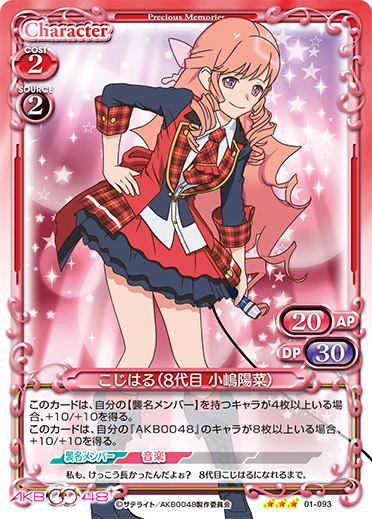 Precious Memories
Character
COST
2
SOURCE
2
20 AP
DP 30
こじはる(8代目 小嶋陽菜)
このカードは、自分の【襲名メンバー】を持つキャラが4枚以上いる場
合、+10/+10を得る。
このカードは、自分の『AKB0048』のキャラが8枚以上いる場合、
+10/+10を得る。
襲名メンバー 音楽
私も、けっこう長かったんだよぉ? 8代目こじはるになれるまで。
AKB0048
©サテライト/AKB0048製作委員会
01-093